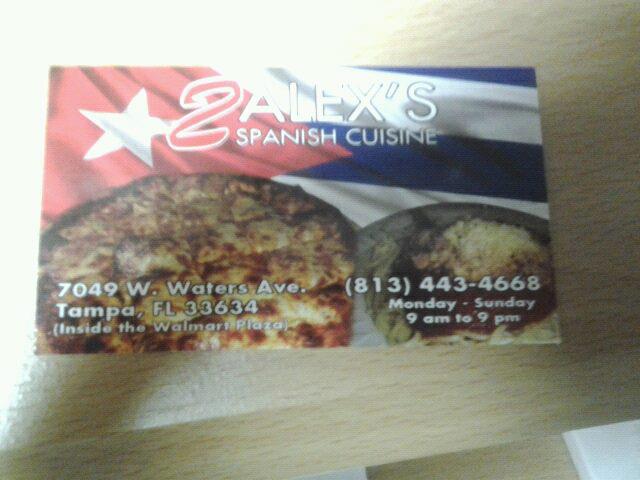 2 ALEX'S
SPANISH CUISINE
7049 W. Waters Ave.
Tampa, FL 33634
(Inside the Walmart Plaza)
(813) 443-4668
Monday - Sunday
9 am to 9 pm